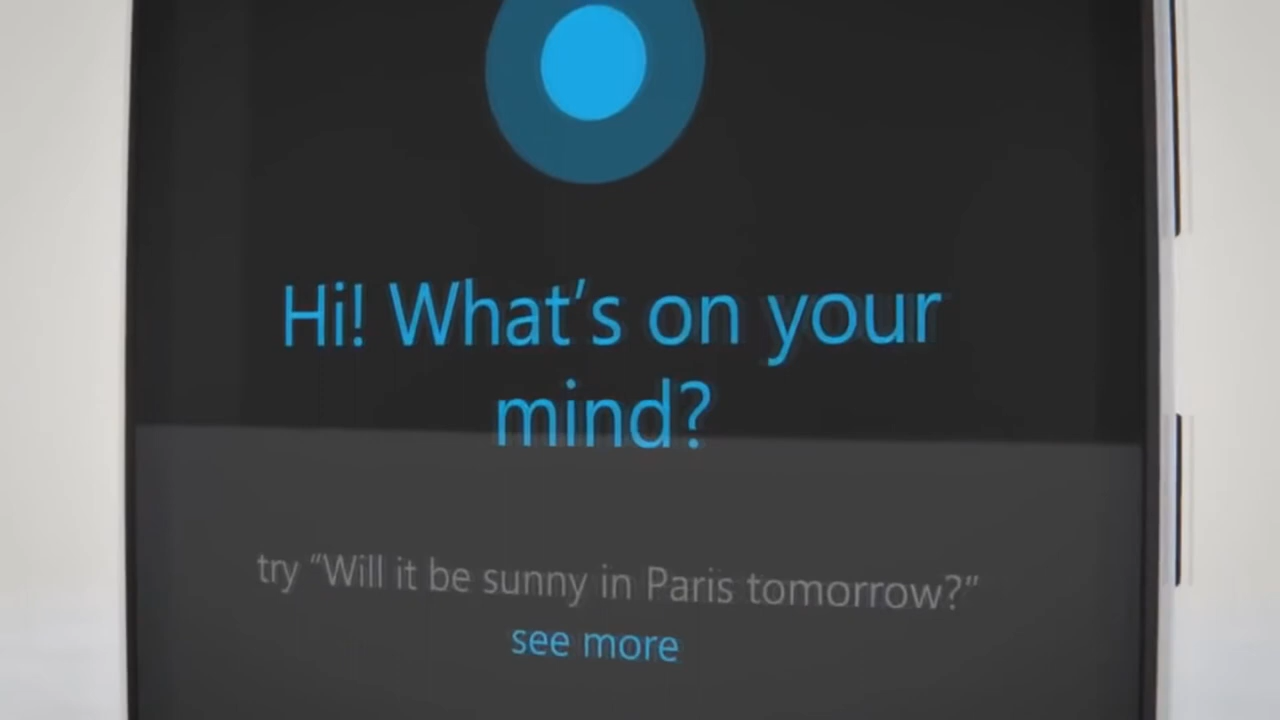 Hi! What's on your
mind?
try “Will it be sunny in Paris tomorrow?”
see more